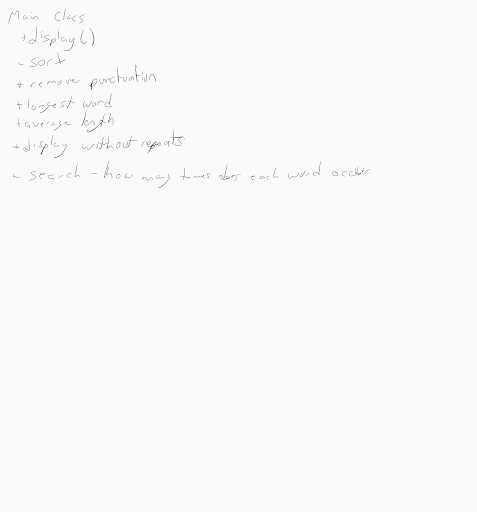 Main Class
+display()
- sort
+ remove punctuation
+longest word
+average length
+display without repeats
- search - how many times does each word occur